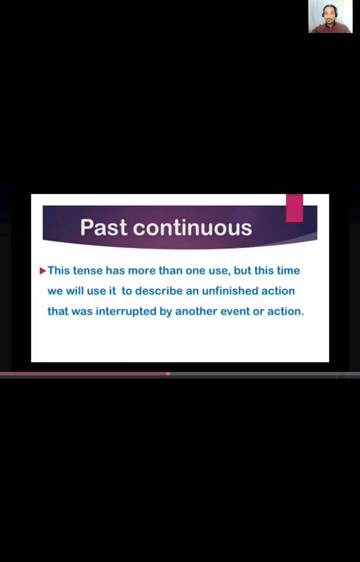 Past continuous
This tense has more than one use, but this time
we will use it to describe an unfinished action
that was interrupted by another event or action.